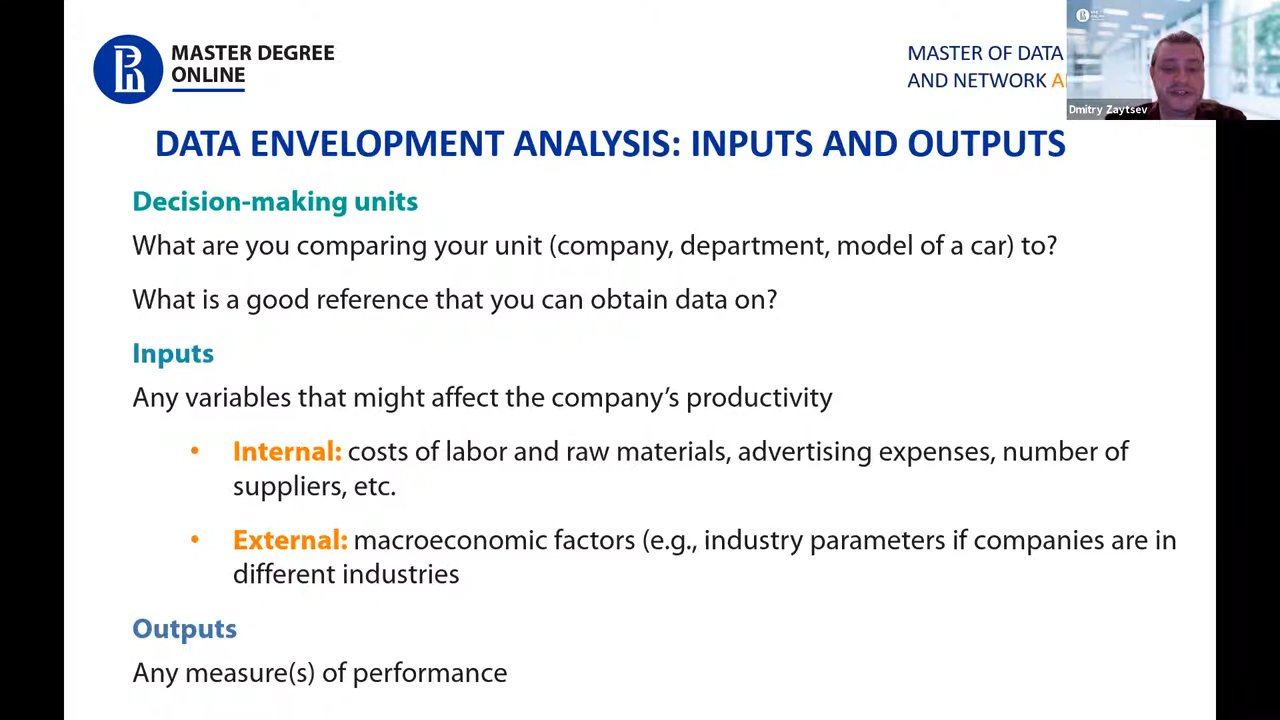 MASTER DEGREE
ONLINE
MASTER OF DATA
AND NETWORK
Dmitry Zaytsev
DATA ENVELOPMENT ANALYSIS: INPUTS AND OUTPUTS
Decision-making units
What are you comparing your unit (company, department, model of a car) to?
What is a good reference that you can obtain data on?
Inputs
Any variables that might affect the company's productivity
• Internal: costs of labor and raw materials, advertising expenses, number of
suppliers, etc.
• External: macroeconomic factors (e.g., industry parameters if companies are in
different industries
Outputs
Any measure(s) of performance